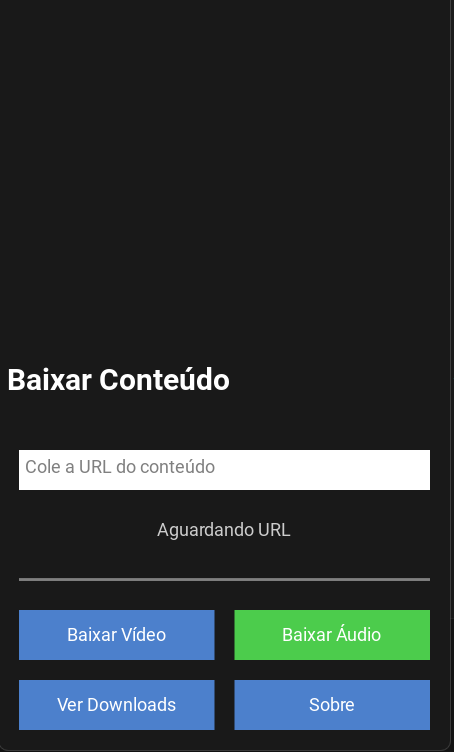 Baixar Conteúdo
Cole a URL do conteúdo
Aguardando URL
Baixar Vídeo
Baixar Áudio
Ver Downloads
Sobre